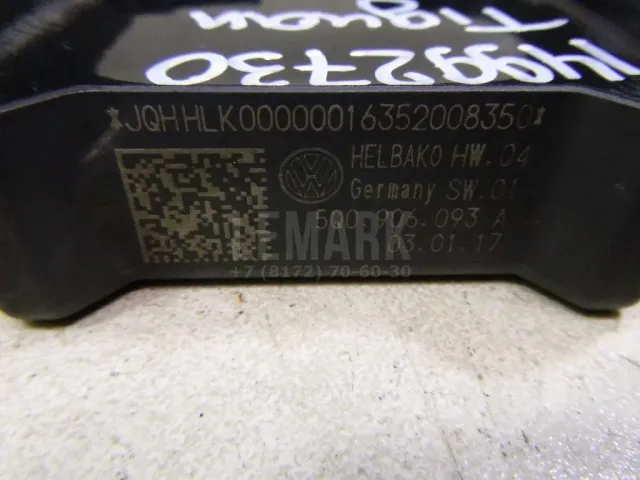 Tiguan
14992730
*JQHHLK00000016352008350*
HELBAKO HW.04
Germany SW.01
5Q0.906.093 A
REMARK
03.01.17
+7 (8172) 70-60-30